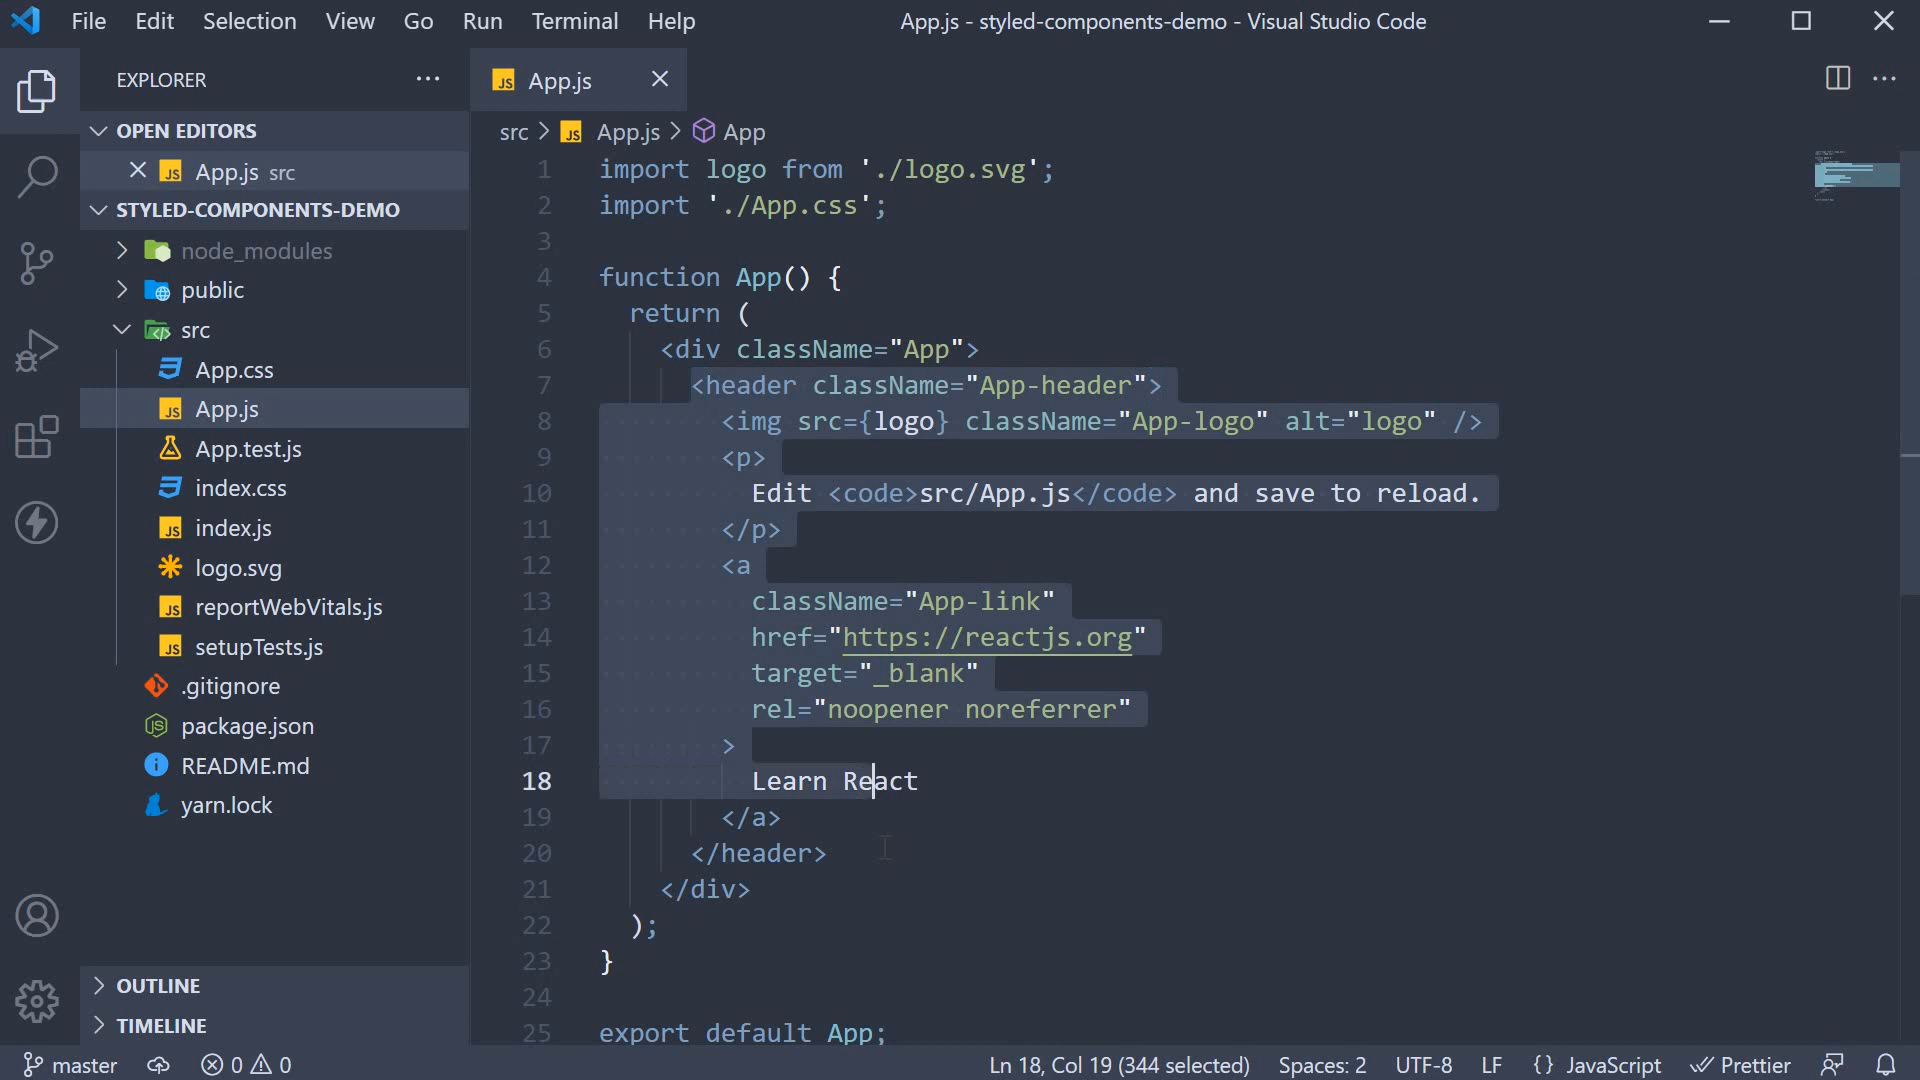 File Edit Selection View Go Run Terminal Help
App.js - styled-components-demo - Visual Studio Code
EXPLORER
JS App.js
OPEN EDITORS
JS App.js src
STYLED-COMPONENTS-DEMO
node_modules
public
src
App.css
JS App.js
App.test.js
index.css
JS index.js
logo.svg
JS reportWebVitals.js
JS setupTests.js
.gitignore
JS package.json
i README.md
yarn.lock
OUTLINE
TIMELINE
src > JS App.js > App
1 import logo from './logo.svg';
2 import './App.css';
3
4 function App() {
5 return (
6 <div className="App">
7 <header className="App-header">
8 <img src={logo} className="App-logo" alt="logo" />
9 <p>
10 Edit <code>src/App.js</code> and save to reload.
11 </p>
12 <a
13 className="App-link"
14 href="https://reactjs.org"
15 target="_blank"
16 rel="noopener noreferrer"
17 >
18 Learn React
19 </a>
20 </header>
21 </div>
22 );
23 }
24
25 export default App;
master 0 0 Ln 18, Col 19 (344 selected) Spaces: 2 UTF-8 LF {} JavaScript Prettier